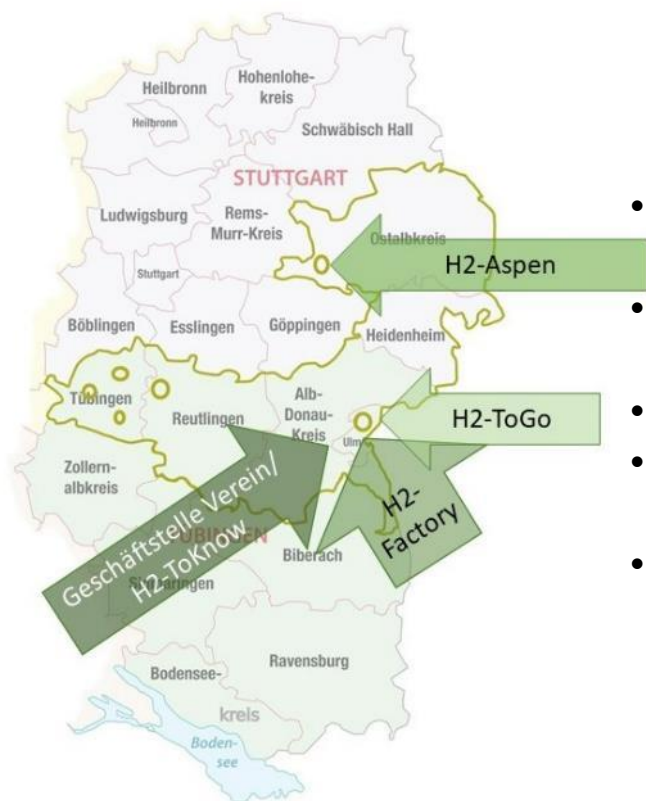 Heilbronn
Hohenlohe-
kreis
Heilbronn
Schwäbisch Hall
STUTTGART
Ludwigsburg
Rems-
Murr-Kreis
Ostalbkreis
H2-Aspen
Stuttgart
Böblingen
Esslingen
Göppingen
Heidenheim
Tübingen
Reutlingen
Alb-
Donau-
Kreis
Ulm
H2-ToGo
Zollern-
albkreis
Geschäftstelle Verein/
H2-ToKnow
TÜBINGEN
H2-
Factory
Sigmaringen
Biberach
Ravensburg
Bodensee-
kreis
Boden-
see